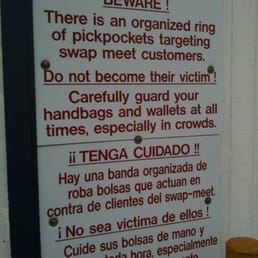 BEWARE !
There is an organized ring
of pickpockets targeting
swap meet customers.
Do not become their victim !
Carefully guard your
handbags and wallets at all
times, especially in crowds.
¡¡ TENGA CUIDADO !!
Hay una banda organizada de
roba bolsas que actuan en
contra de clientes del swap-meet.
¡ No sea victima de ellos !
Cuide sus bolsas de mano y
hora, especialmente